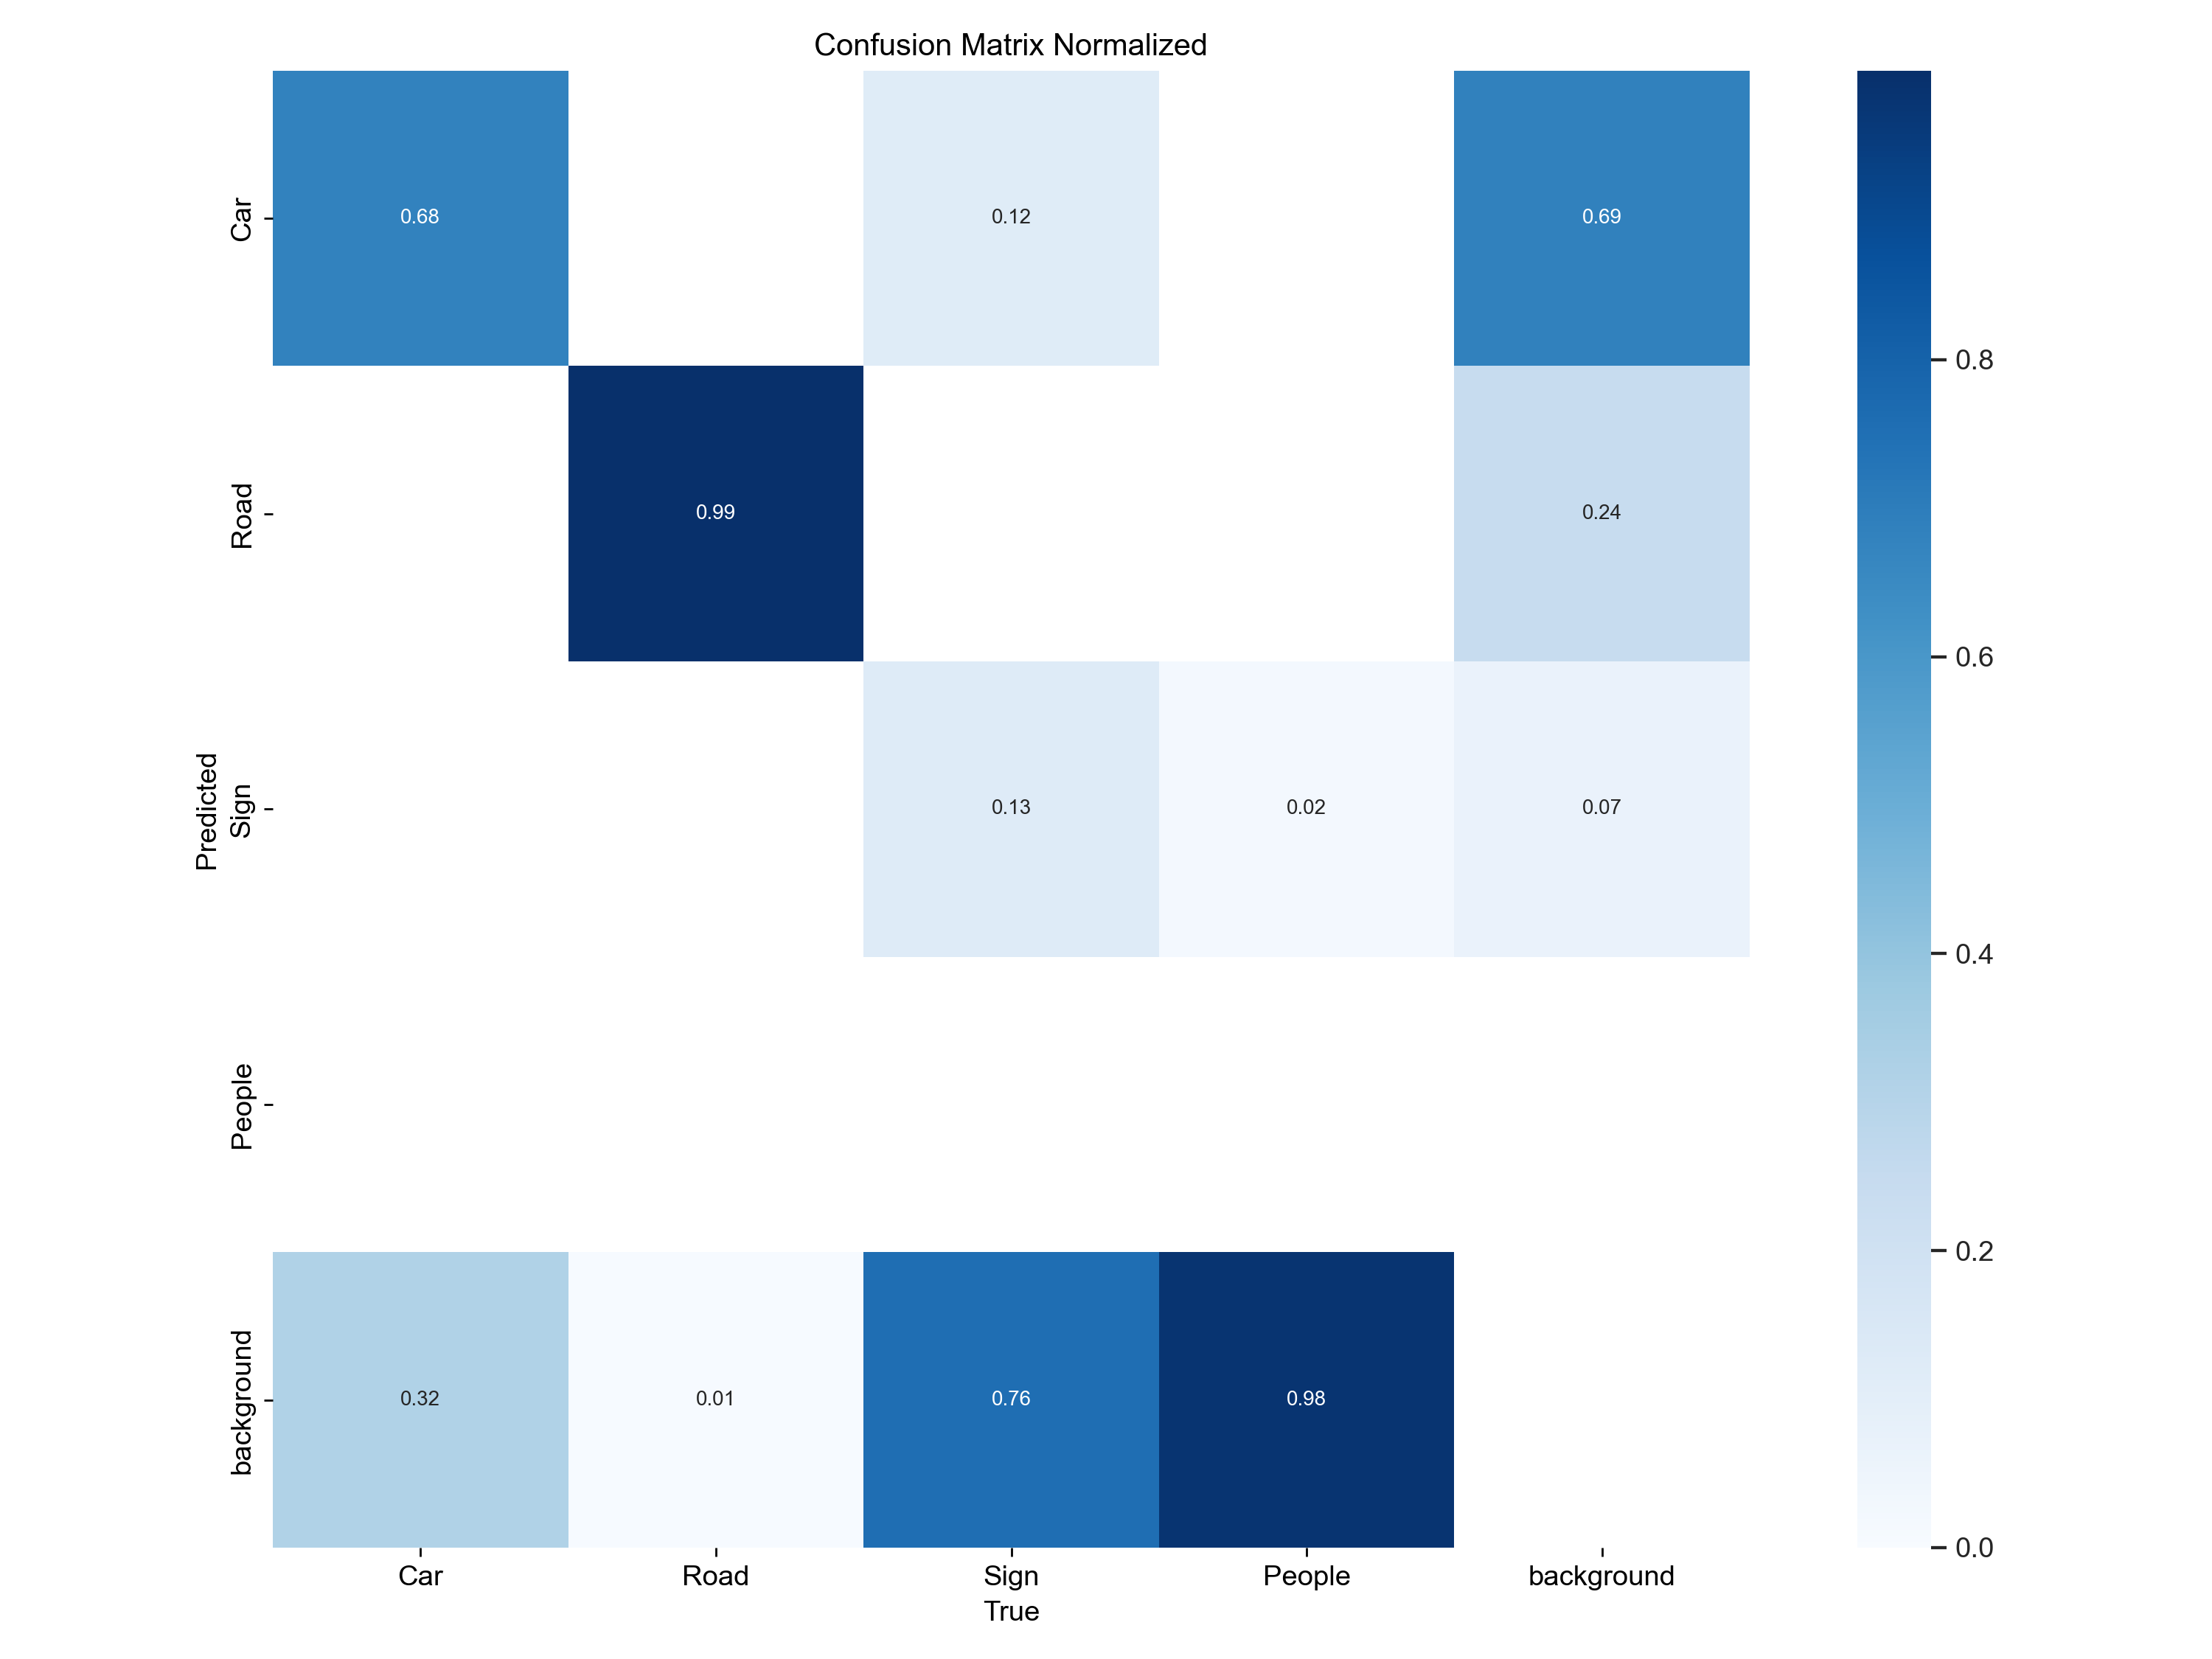 Confusion Matrix Normalized
Car
0.68
0.12
0.69
0.8
Road
0.99
0.24
0.6
Predicted
Sign
0.13
0.02
0.07
0.4
People
0.2
background
0.32
0.01
0.76
0.98
0.0
Car
Road
Sign
People
background
True